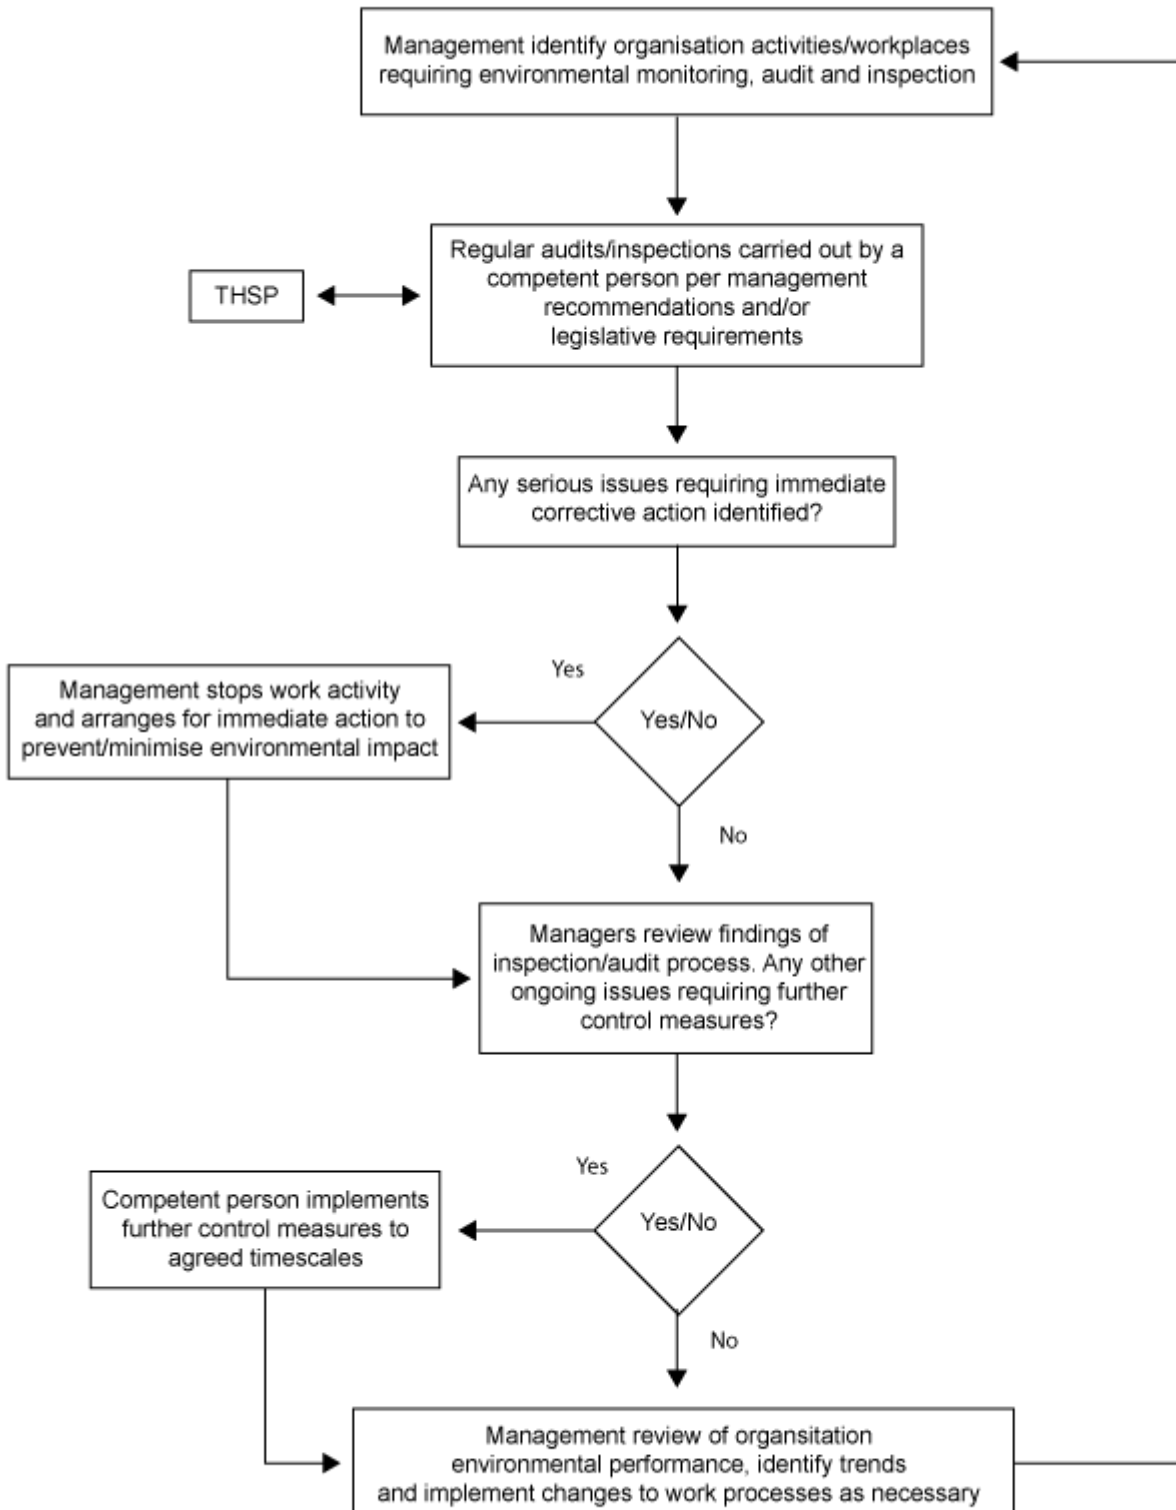 Management identify organisation activities/workplaces
requiring environmental monitoring, audit and inspection
Regular audits/inspections carried out by a
competent person per management
recommendations and/or
legislative requirements
THSP
Any serious issues requiring immediate
corrective action identified?
Yes
Yes/No
Management stops work activity
and arranges for immediate action to
prevent/minimise environmental impact
No
Managers review findings of
inspection/audit process. Any other
ongoing issues requiring further
control measures?
Yes
Yes/No
Competent person implements
further control measures to
agreed timescales
No
Management review of organsitation
environmental performance, identify trends
and implement changes to work processes as necessary